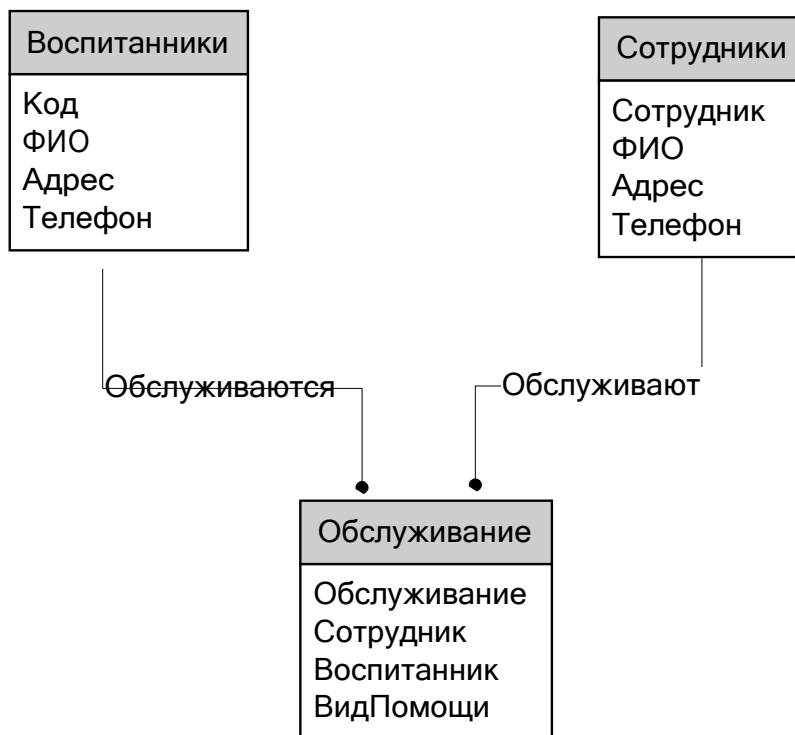 Воспитанники
Код
ФИО
Адрес
Телефон
Сотрудники
Сотрудник
ФИО
Адрес
Телефон
Обслуживаются
Обслуживают
Обслуживание
Обслуживание
Сотрудник
Воспитанник
ВидПомощи